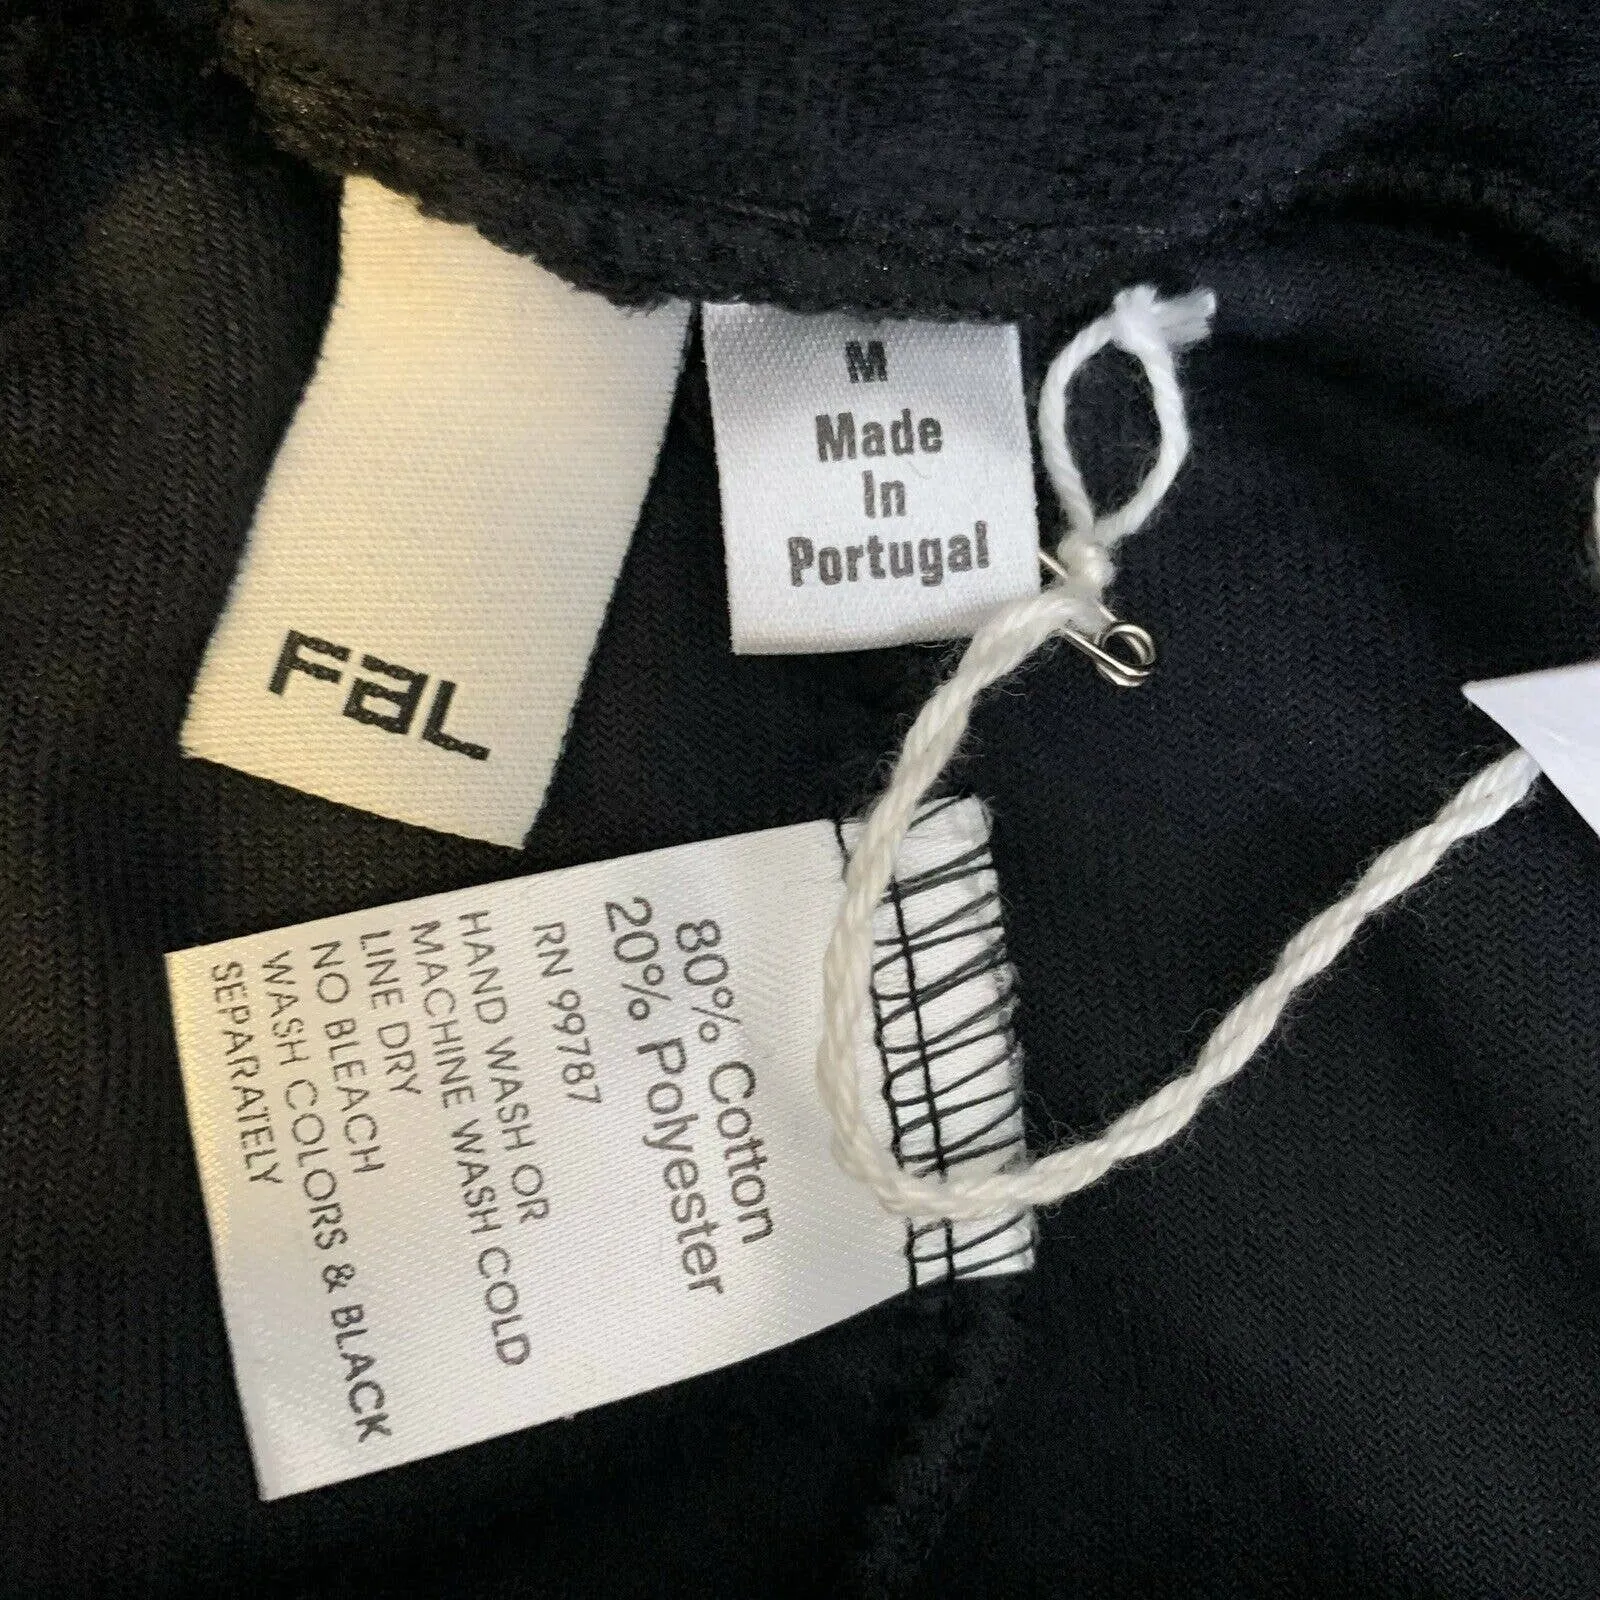 FaL
M
Made
In
Portugal
80% Cotton
20% Polyester
RN 99787
HAND WASH OR
MACHINE WASH COLD
LINE DRY
NO BLEACH
WASH COLORS & BLACK
SEPARATELY